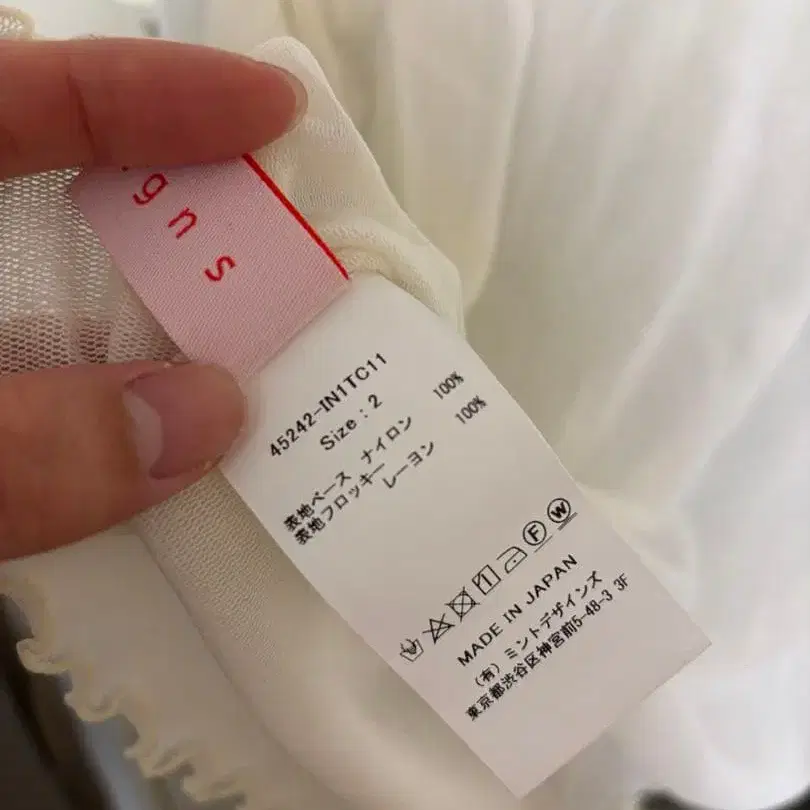 igns
45242-IN1TC11
Size : 2
表地ベース ナイロン 100%
表地フロッキー レーヨン 100%
F W
MADE IN JAPAN
(有) ミントデザインズ
東京都渋谷区神宮前5-48-3 3F